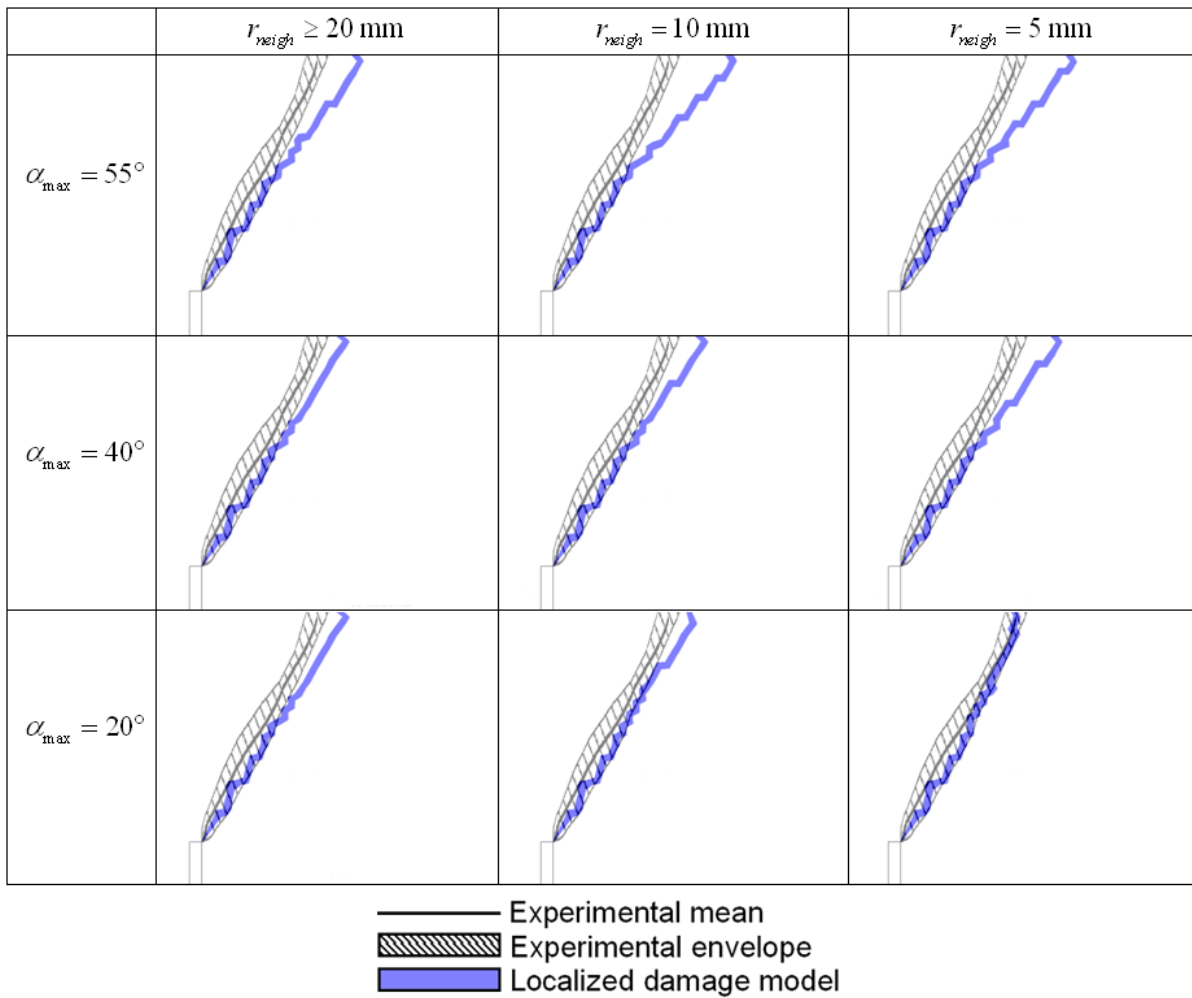 r_neigh ≥ 20 mm
r_neigh = 10 mm
r_neigh = 5 mm
α_max = 55°
α_max = 40°
α_max = 20°
Experimental mean
Experimental envelope
Localized damage model